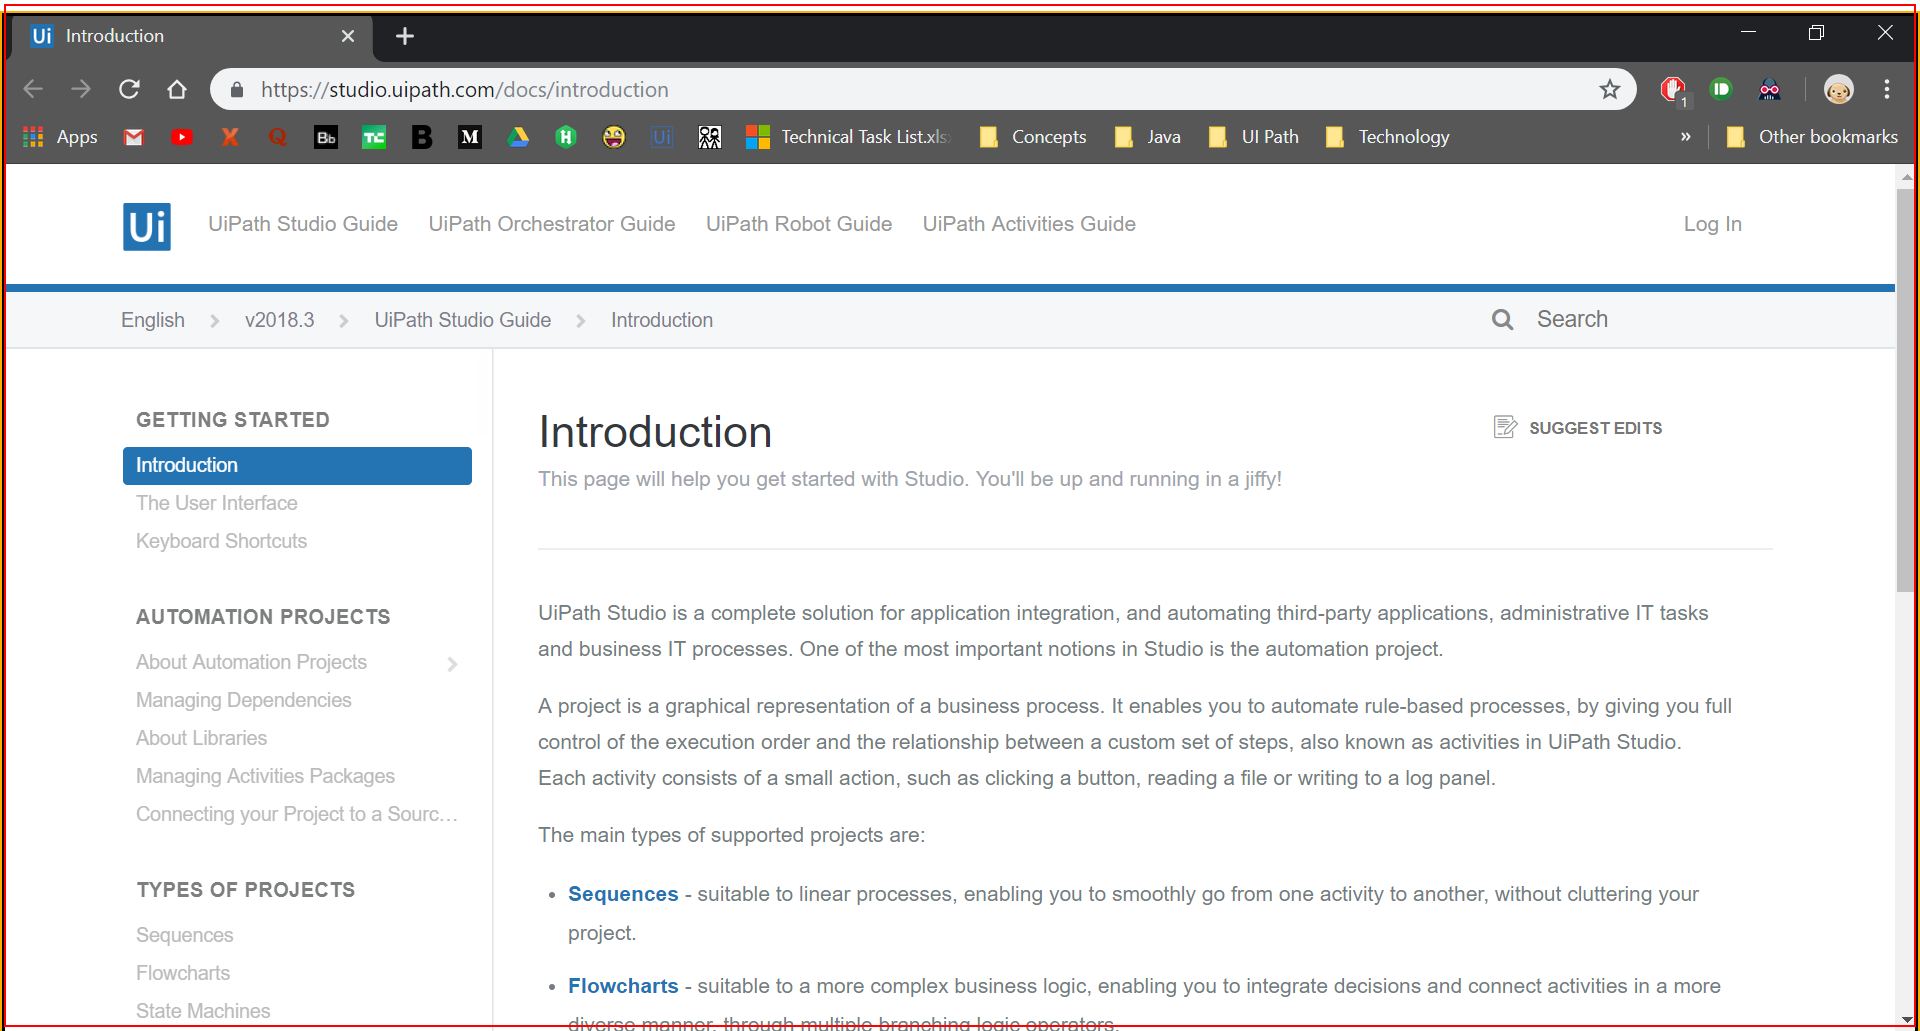 Ui Introduction
https://studio.uipath.com/docs/introduction
1
Apps
Bb
TC
B
M
H
Ui
Technical Task List.xls
Concepts
Java
UI Path
Technology
»
Other bookmarks
Ui
UiPath Studio Guide
UiPath Orchestrator Guide
UiPath Robot Guide
UiPath Activities Guide
Log In
English
v2018.3
UiPath Studio Guide
Introduction
Search
GETTING STARTED
Introduction
The User Interface
Keyboard Shortcuts
AUTOMATION PROJECTS
About Automation Projects
Managing Dependencies
About Libraries
Managing Activities Packages
Connecting your Project to a Sourc…
TYPES OF PROJECTS
Sequences
Flowcharts
State Machines
Introduction
SUGGEST EDITS
This page will help you get started with Studio. You'll be up and running in a jiffy!
UiPath Studio is a complete solution for application integration, and automating third-party applications, administrative IT tasks
and business IT processes. One of the most important notions in Studio is the automation project.
A project is a graphical representation of a business process. It enables you to automate rule-based processes, by giving you full
control of the execution order and the relationship between a custom set of steps, also known as activities in UiPath Studio.
Each activity consists of a small action, such as clicking a button, reading a file or writing to a log panel.
The main types of supported projects are:
• Sequences - suitable to linear processes, enabling you to smoothly go from one activity to another, without cluttering your
project.
• Flowcharts - suitable to a more complex business logic, enabling you to integrate decisions and connect activities in a more
diverse manner, through multiple branching logic operators.